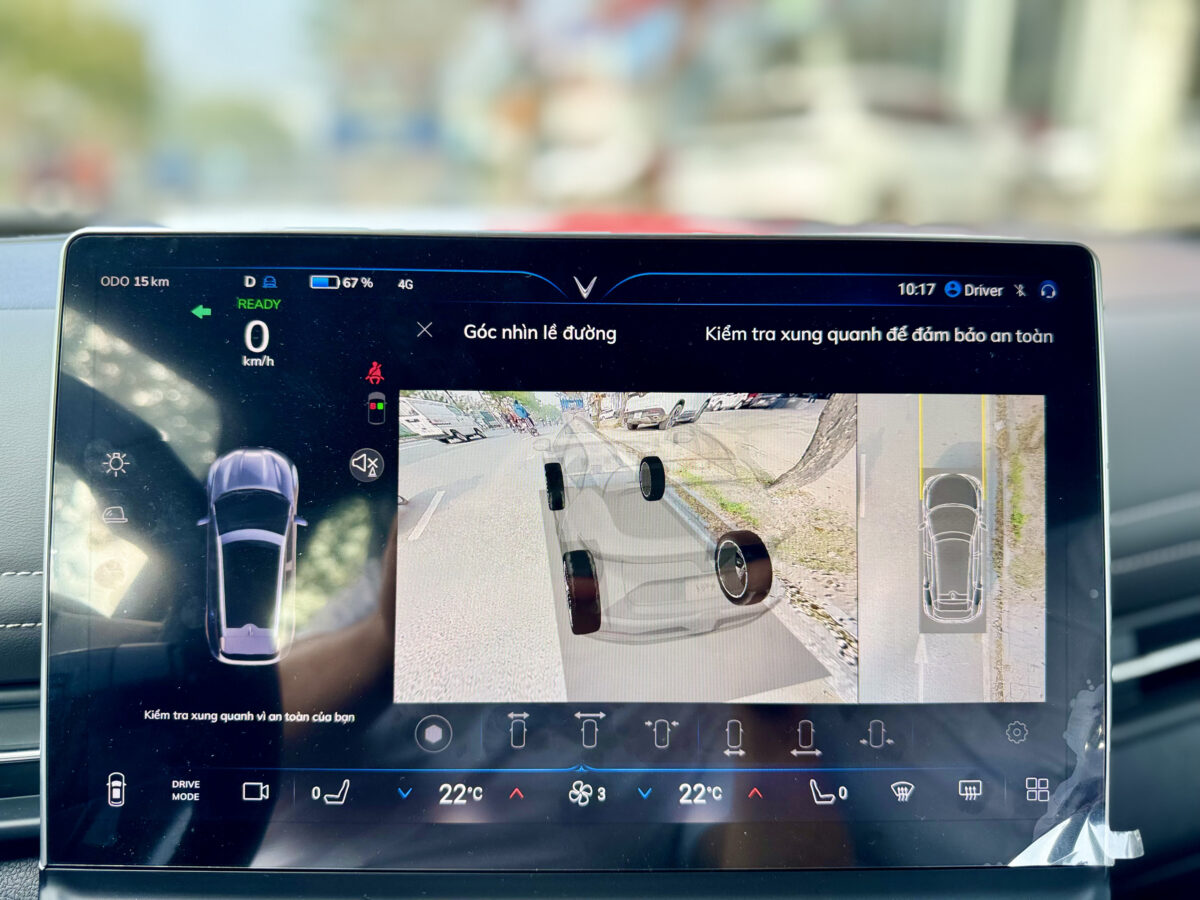 ODO 15 km
D
67 %
4G
10:17
Driver
READY
0
km/h
Góc nhìn lề đường
Kiểm tra xung quanh để đảm bảo an toàn
Kiểm tra xung quanh vì an toàn của bạn
DRIVE
MODE
0
22°C
3
22°C
0